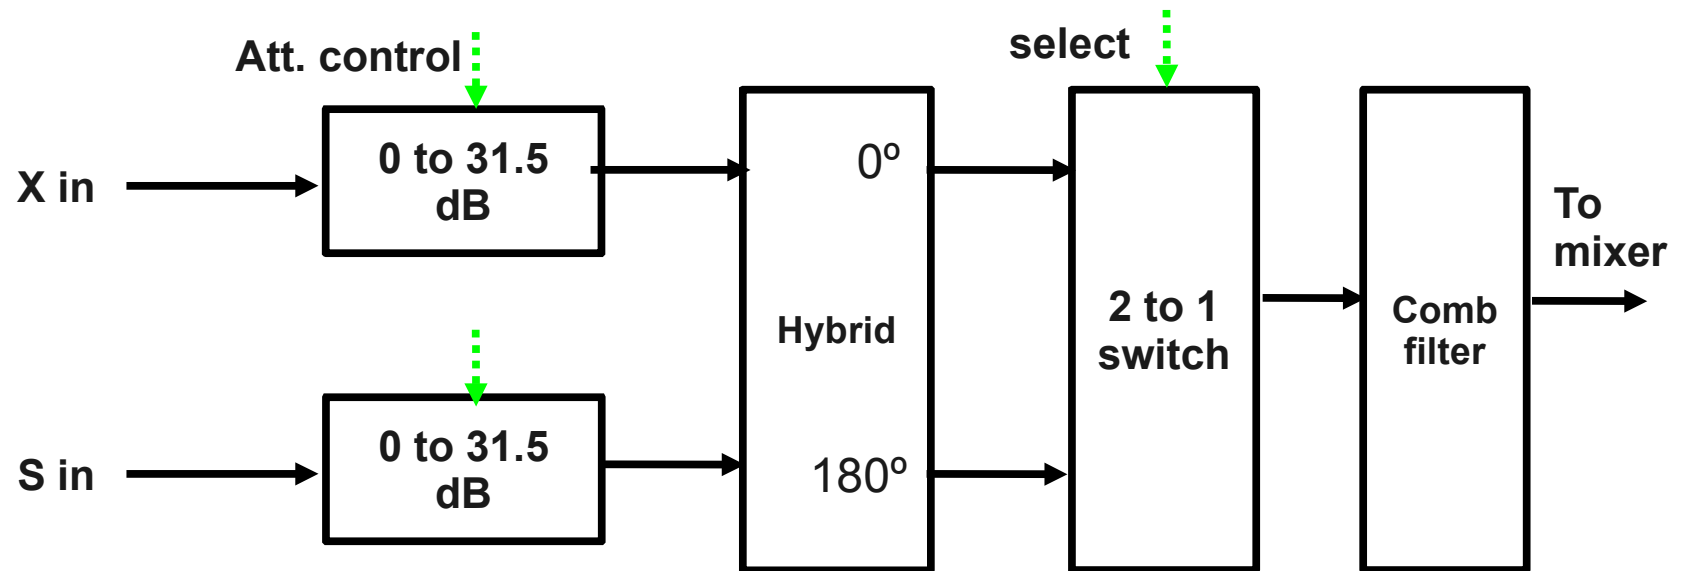 Att. control
select
X in
0 to 31.5
dB
0º
To
mixer
Hybrid
2 to 1
switch
Comb
filter
S in
0 to 31.5
dB
180º